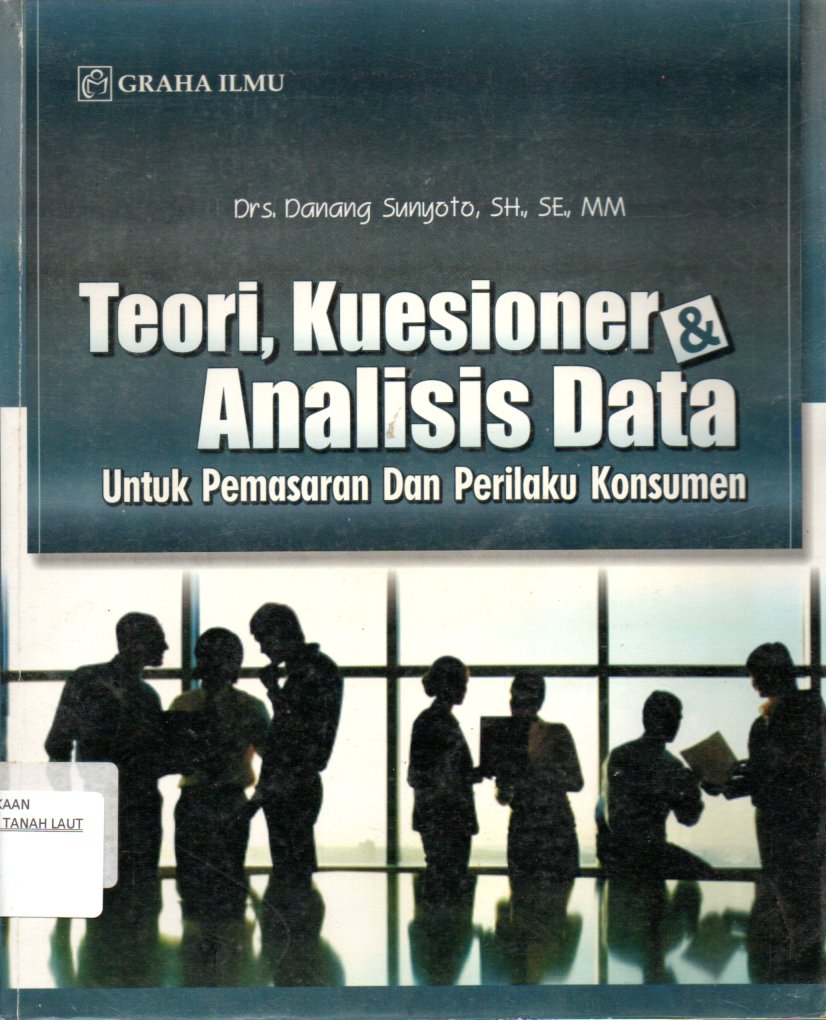 GRAHA ILMU
Drs. Danang Sunyoto, SH., SE., MM
Teori, Kuesioner &
Analisis Data
Untuk Pemasaran Dan Perilaku Konsumen
KAAN
TANAH LAUT